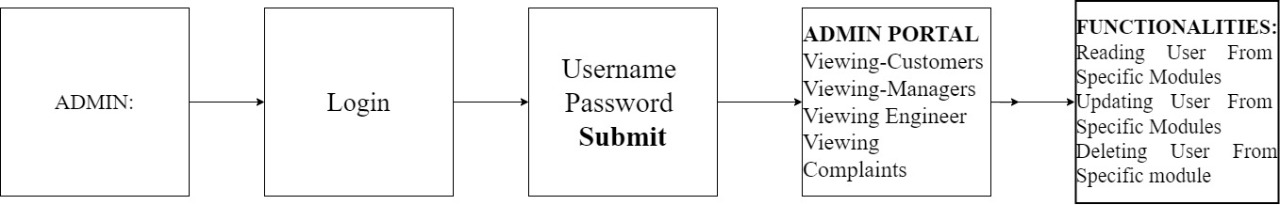 ADMIN:
Login
Username
Password
Submit
ADMIN PORTAL
Viewing-Customers
Viewing-Managers
Viewing Engineer
Viewing
Complaints
FUNCTIONALITIES:
Reading User From
Specific Modules
Updating User From
Specific Modules
Deleting User From
Specific module